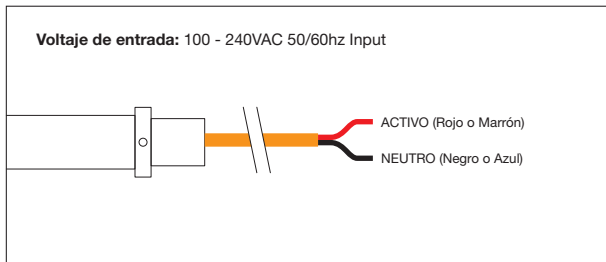 Voltaje de entrada: 100 - 240VAC 50/60hz Input
ACTIVO (Rojo o Marrón)
NEUTRO (Negro o Azul)